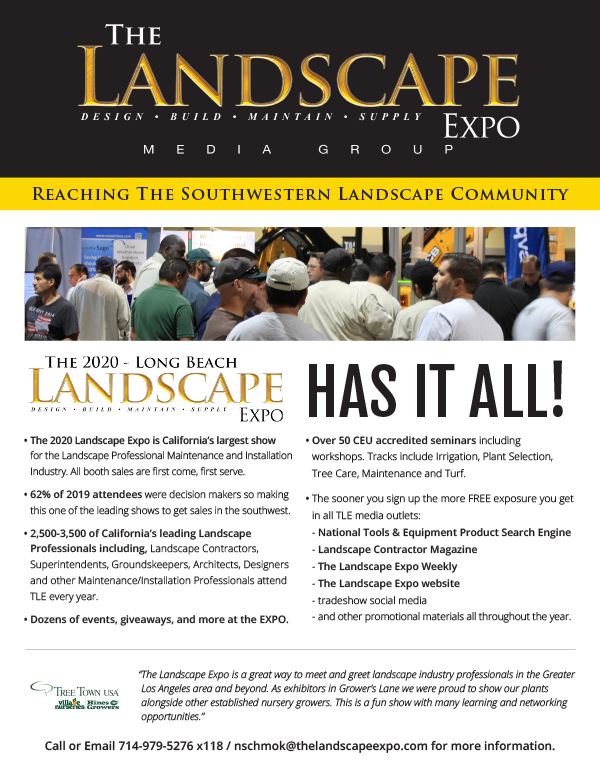 THE
LANDSCAPE
DESIGN • BUILD • MAINTAIN • SUPPLY
EXPO
MEDIA GROUP
REACHING THE SOUTHWESTERN LANDSCAPE COMMUNITY
THE 2020 - LONG BEACH
LANDSCAPE
DESIGN • BUILD • MAINTAIN • SUPPLY
EXPO
HAS IT ALL!
• The 2020 Landscape Expo is California's largest show
for the Landscape Professional Maintenance and Installation
Industry. All booth sales are first come, first serve.
• 62% of 2019 attendees were decision makers so making
this one of the leading shows to get sales in the southwest.
• 2,500-3,500 of California's leading Landscape
Professionals including, Landscape Contractors,
Superintendents, Groundskeepers, Architects, Designers
and other Maintenance/Installation Professionals attend
TLE every year.
• Dozens of events, giveaways, and more at the EXPO.
• Over 50 CEU accredited seminars including
workshops. Tracks include Irrigation, Plant Selection,
Tree Care, Maintenance and Turf.
• The sooner you sign up the more FREE exposure you get
in all TLE media outlets:
- National Tools & Equipment Product Search Engine
- Landscape Contractor Magazine
- The Landscape Expo Weekly
- The Landscape Expo website
- tradeshow social media
- and other promotional materials all throughout the year.
TREE TOWN USA
village nurseries Hines Growers
"The Landscape Expo is a great way to meet and greet landscape industry professionals in the Greater
Los Angeles area and beyond. As exhibitors in Grower's Lane we were proud to show our plants
alongside other established nursery growers. This is a fun show with many learning and networking
opportunities."
Call or Email 714-979-5276 x118 / nschmok@thelandscapeexpo.com for more information.